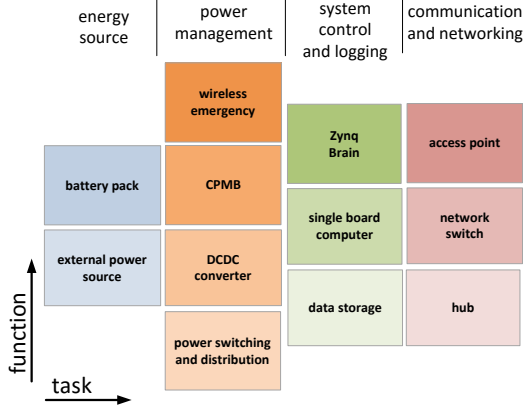 energy
source
power
management
system
control
and logging
communication
and networking
wireless
emergency
Zynq
Brain
access point
battery pack
CPMB
single board
computer
network
switch
external power
source
DCDC
converter
data storage
hub
power switching
and distribution
function
task